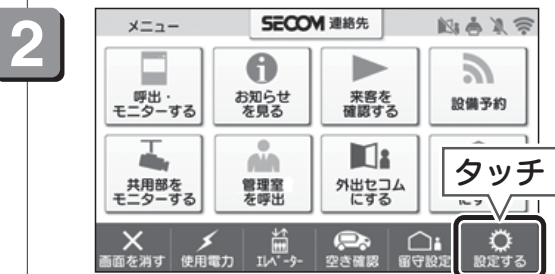 2
メニュー
SECOM 連絡先
呼出・
モニターする
お知らせ
を見る
来客を
確認する
設備予約
共用部を
モニターする
管理室
を呼出
外出セコム
にする
タッチ
にする
画面を消す
使用電力
エレベーター
空き確認
留守設定
設定する